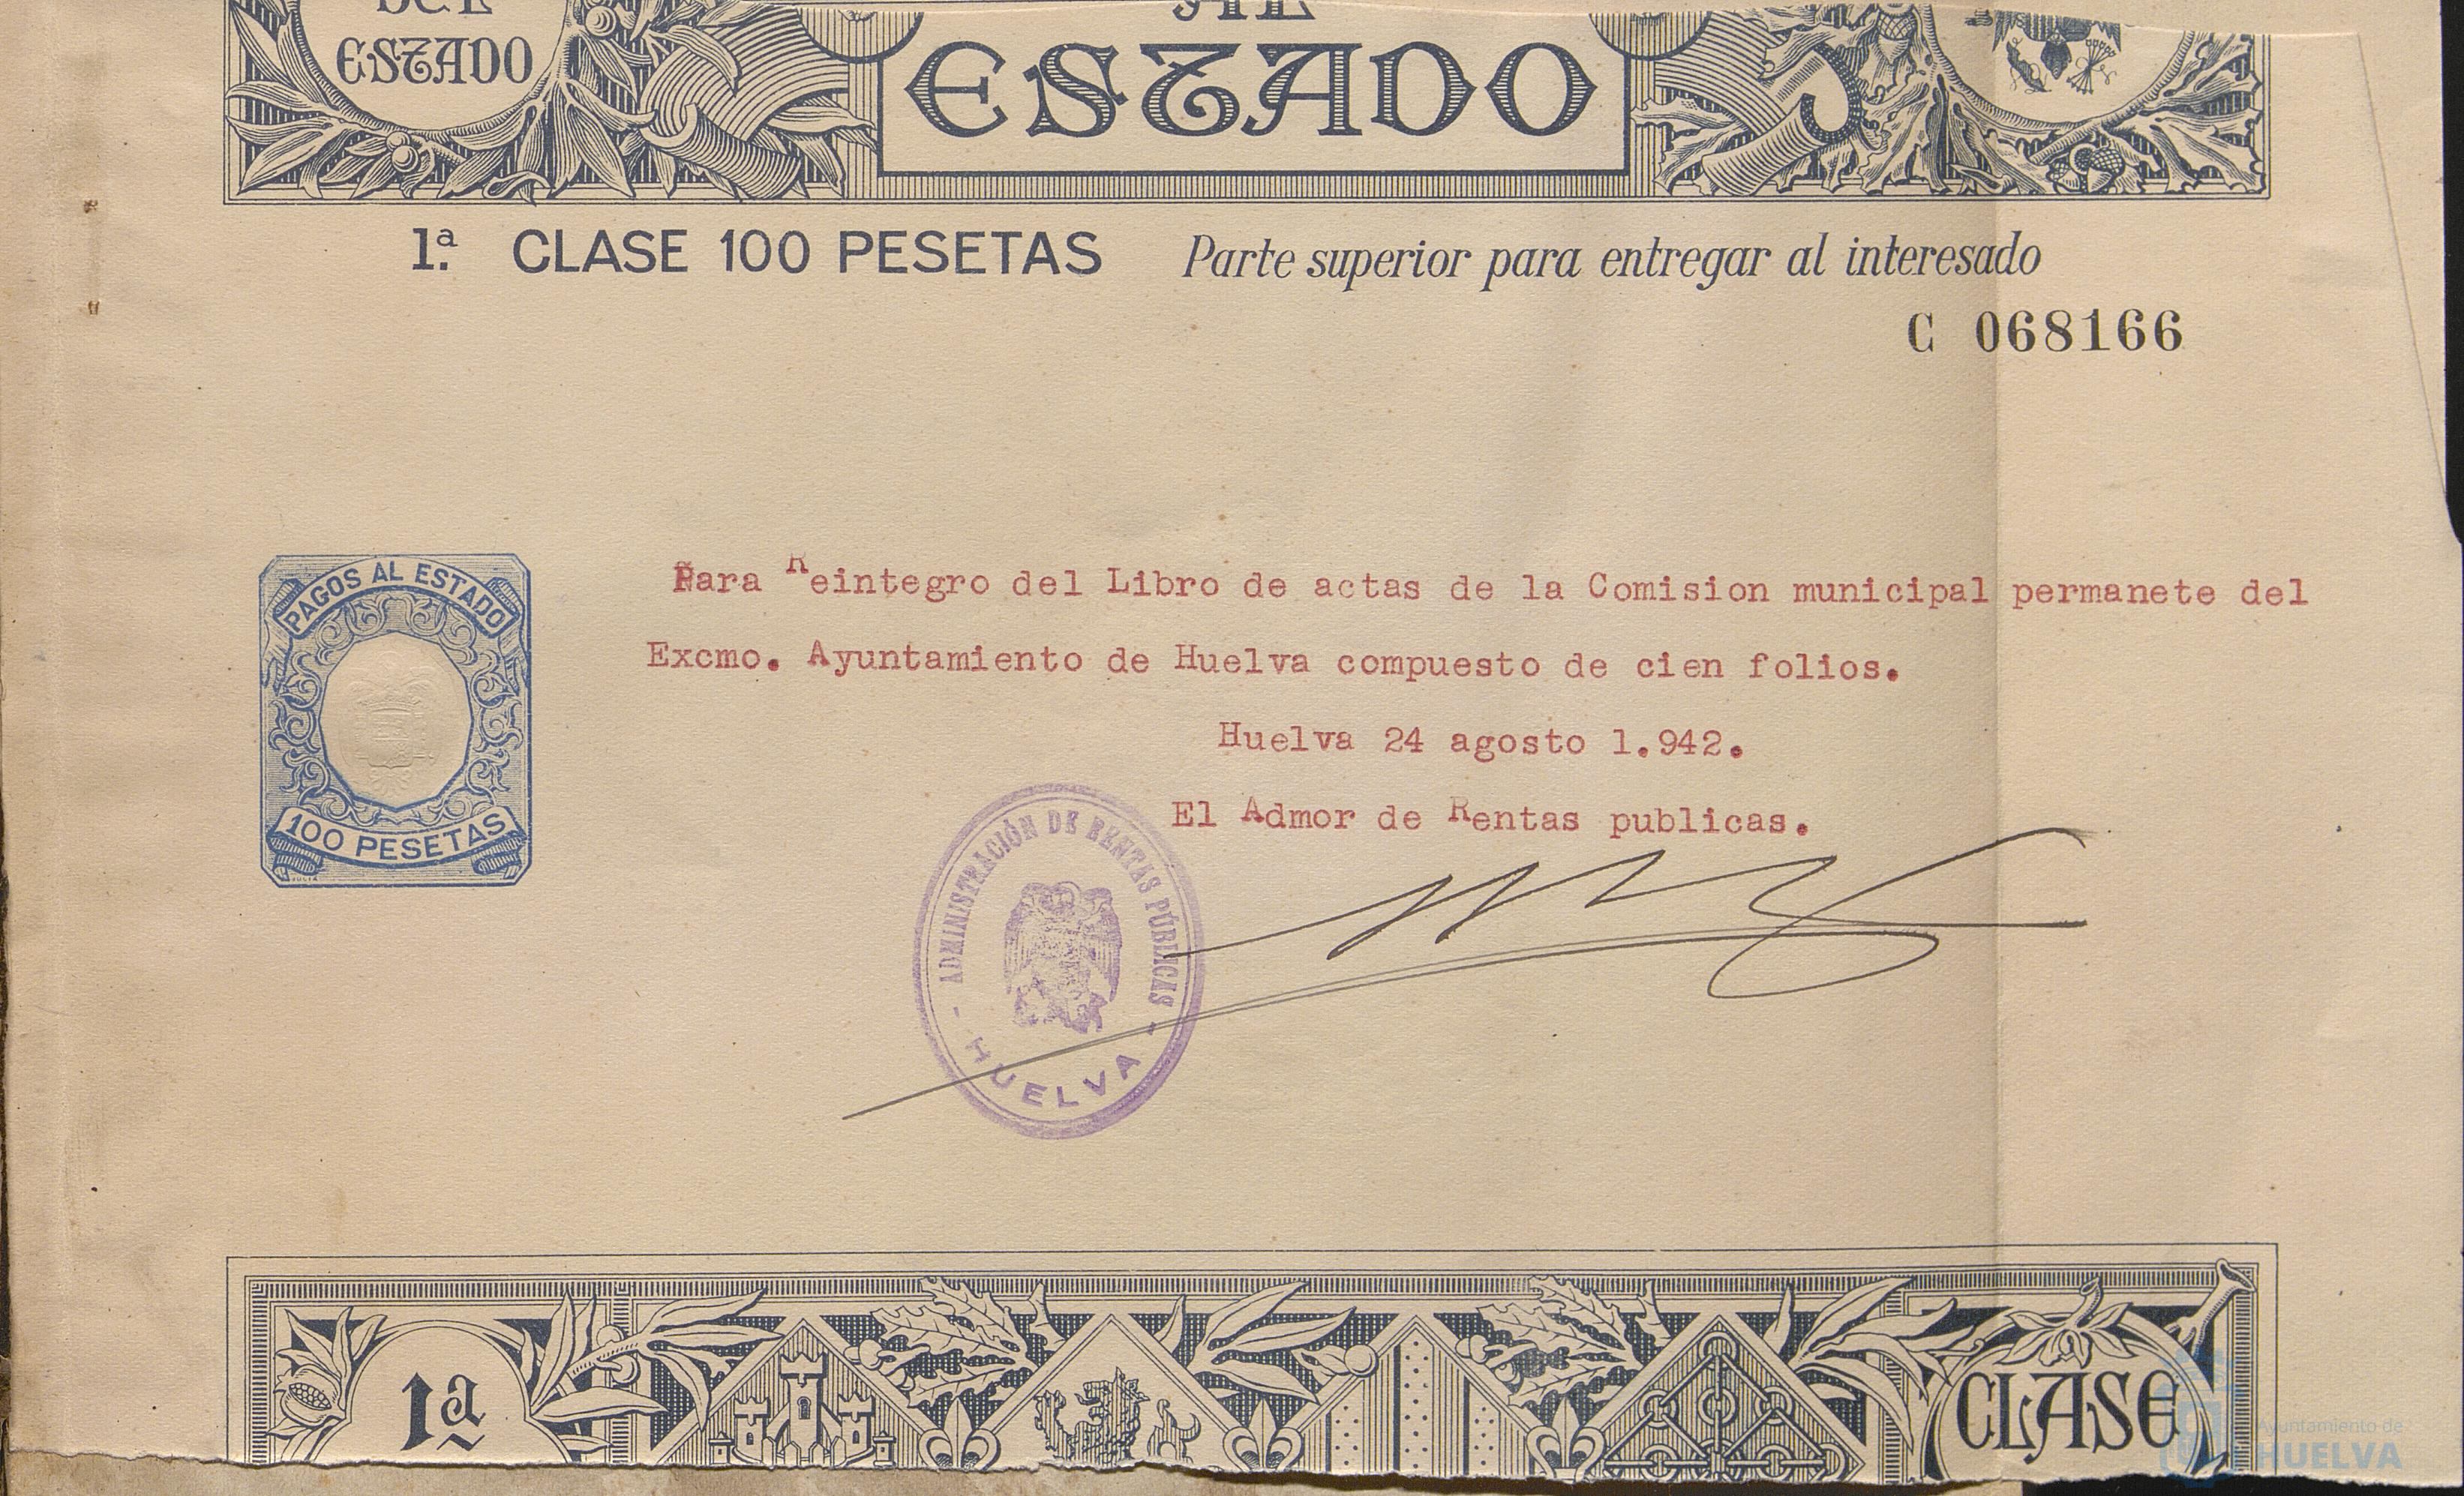 DEL
ESTADO
AL
ESTADO
1ª. CLASE 100 PESETAS Parte superior para entregar al interesado
C 068166
PAGOS AL ESTADO
100 PESETAS
Para Reintegro del Libro de actas de la Comision municipal permanete del
Excmo. Ayuntamiento de Huelva compuesto de cien folios.
Huelva 24 agosto 1.942.
El Admor de Rentas publicas.
- ADMINISTRACIÓN DE RENTAS PÚBLICAS -
HUELVA
1ª
CLASE
Ayuntamiento de
HUELVA